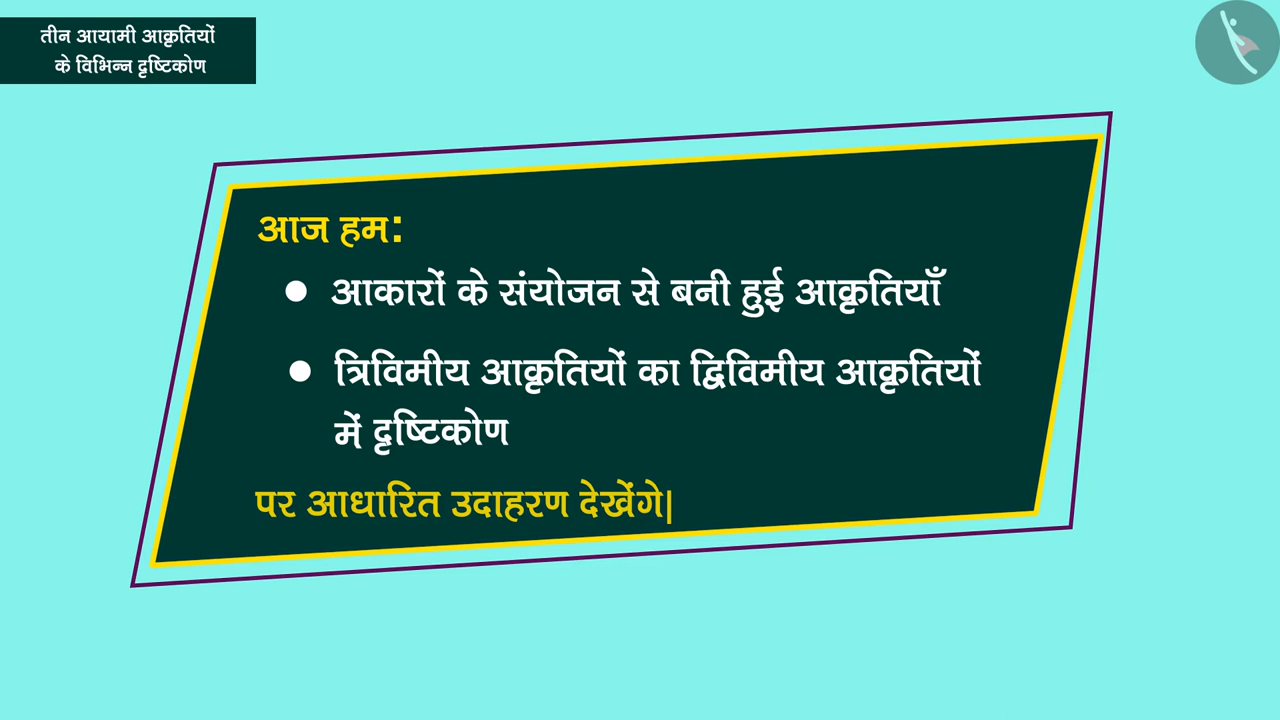 तीन आयामी आकृतियों
के विभिन्न दृष्टिकोण
आज हम:
● आकारों के संयोजन से बनी हुई आकृतियाँ
● त्रिविमीय आकृतियों का द्विविमीय आकृतियों
में दृष्टिकोण
पर आधारित उदाहरण देखेंगे|